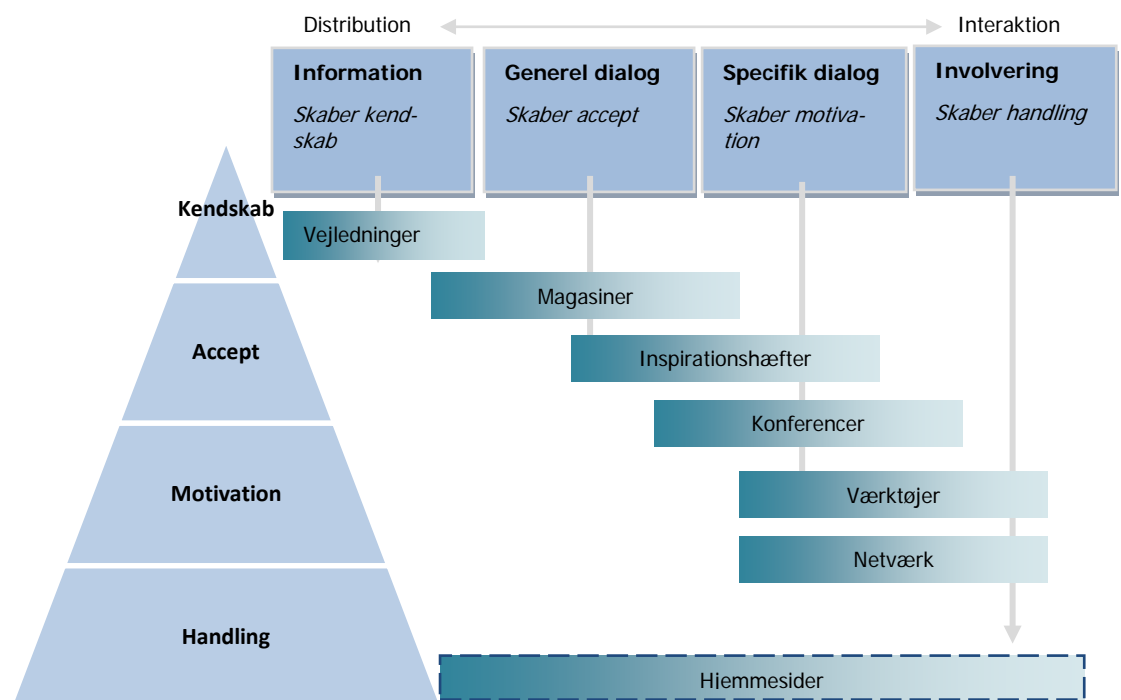 Distribution
Interaktion
Information
Skaber kend-
skab
Generel dialog
Skaber accept
Specifik dialog
Skaber motiva-
tion
Involvering
Skaber handling
Kendskab
Vejledninger
Magasiner
Accept
Inspirationshæfter
Konferencer
Motivation
Værktøjer
Netværk
Handling
Hjemmesider